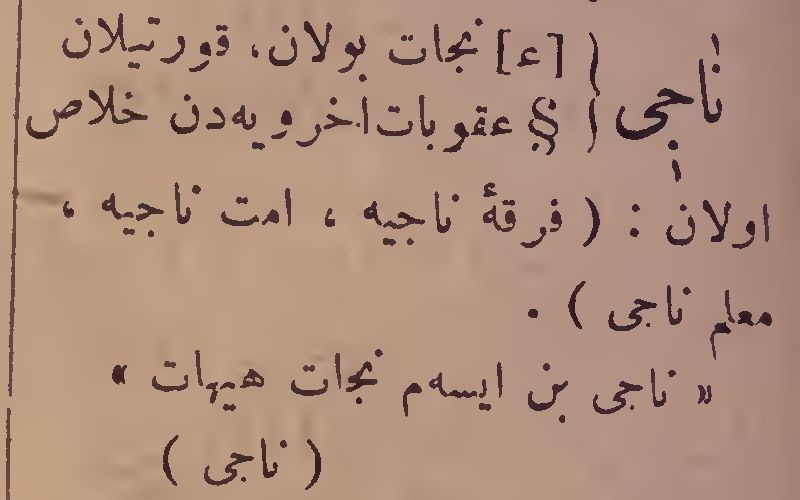 ناجی { [ع] نجات بولان، قورتیلان
§ عقوبات اخرویه‌دن خلاص
اولان : ( فرقهٔ ناجیه ، امت ناجیه ،
معلم ناجی ) .
« ناجی بن ایسه‌م نجات هیهات »
( ناجی )